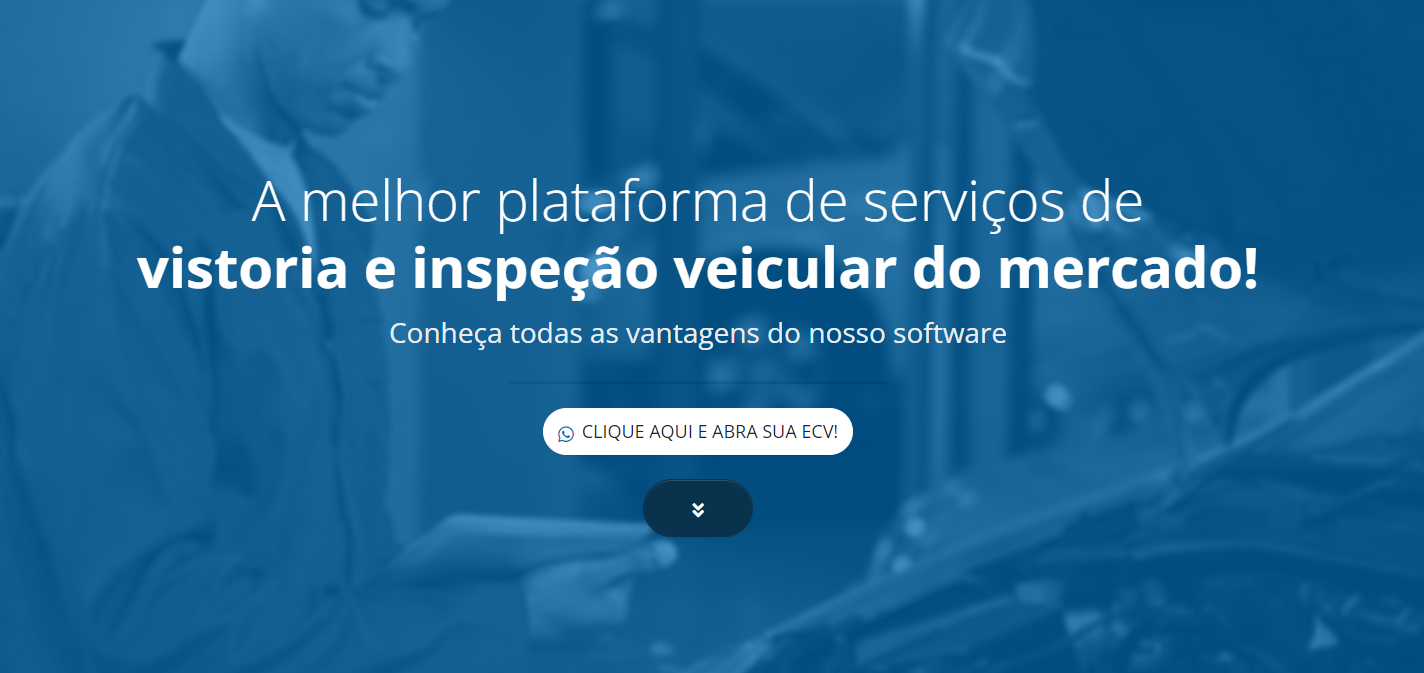 A melhor plataforma de serviços de
vistoria e inspeção veicular do mercado!
Conheça todas as vantagens do nosso software
CLIQUE AQUI E ABRA SUA ECV!